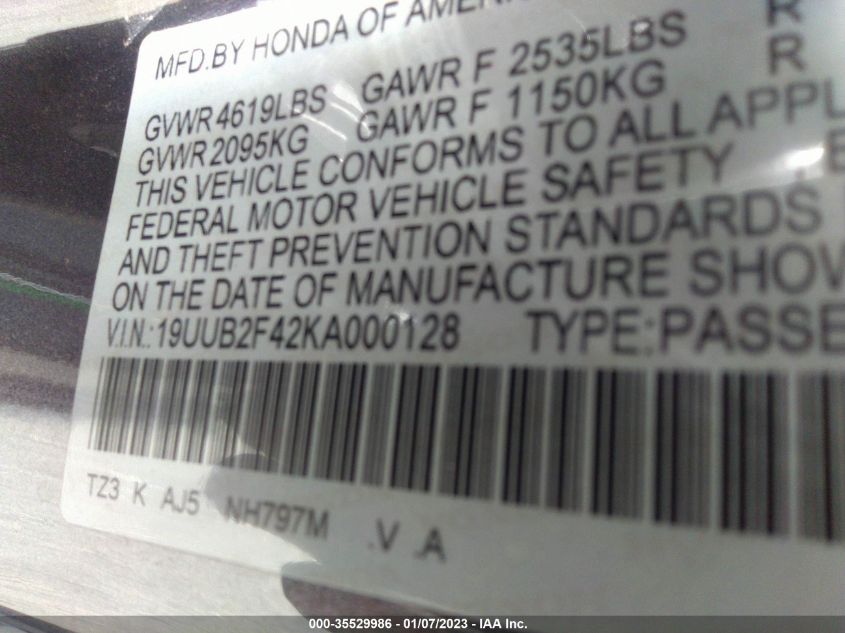 MFD.BY HONDA OF AMERIC
GVWR 4619LBS GAWR F 2535LBS R
GVWR 2095KG GAWR F 1150KG R
THIS VEHICLE CONFORMS TO ALL APPL
FEDERAL MOTOR VEHICLE SAFETY
AND THEFT PREVENTION STANDARDS
ON THE DATE OF MANUFACTURE SHOW
V.I.N.:19UUB2F42KA000128 TYPE:PASSE
TZ3 K AJ5 NH797M .V .A
000-35529986 - 01/07/2023 - IAA Inc.